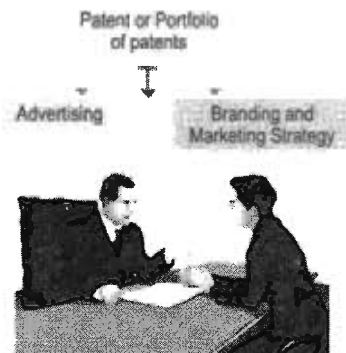 Patent or Portfolio
of patents
Advertising
Branding and
Marketing Strategy